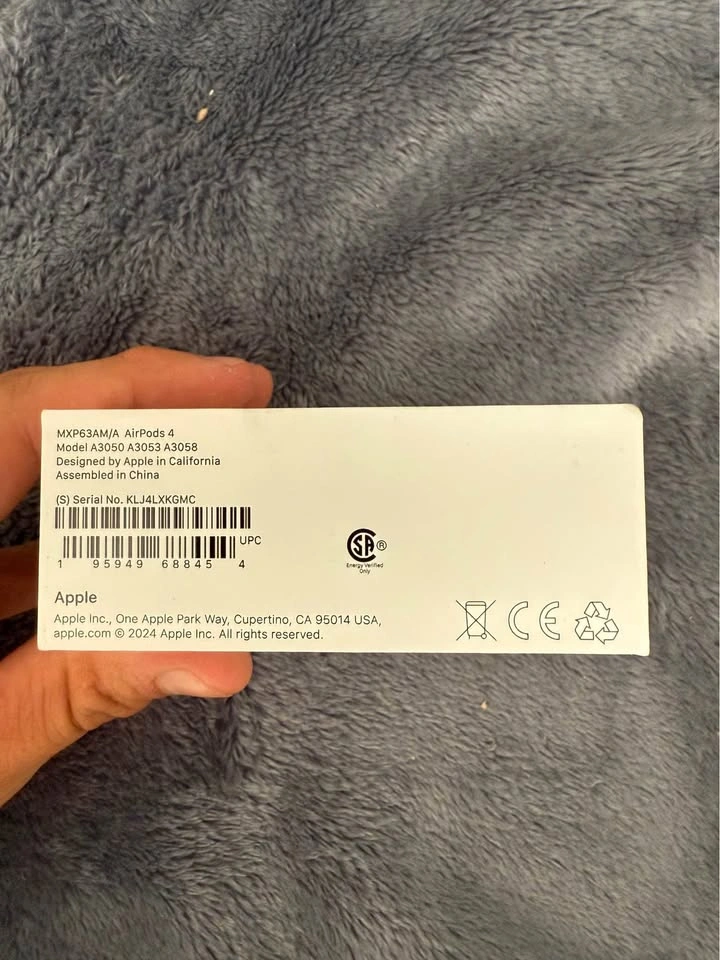 MXP63AM/A AirPods 4
Model A3050 A3053 A3058
Designed by Apple in California
Assembled in China
(S) Serial No. KLJ4LXKGMC
UPC
1 95949 68845 4
SA ®
Energy Verified
Only
Apple
Apple Inc., One Apple Park Way, Cupertino, CA 95014 USA,
apple.com © 2024 Apple Inc. All rights reserved.
CE